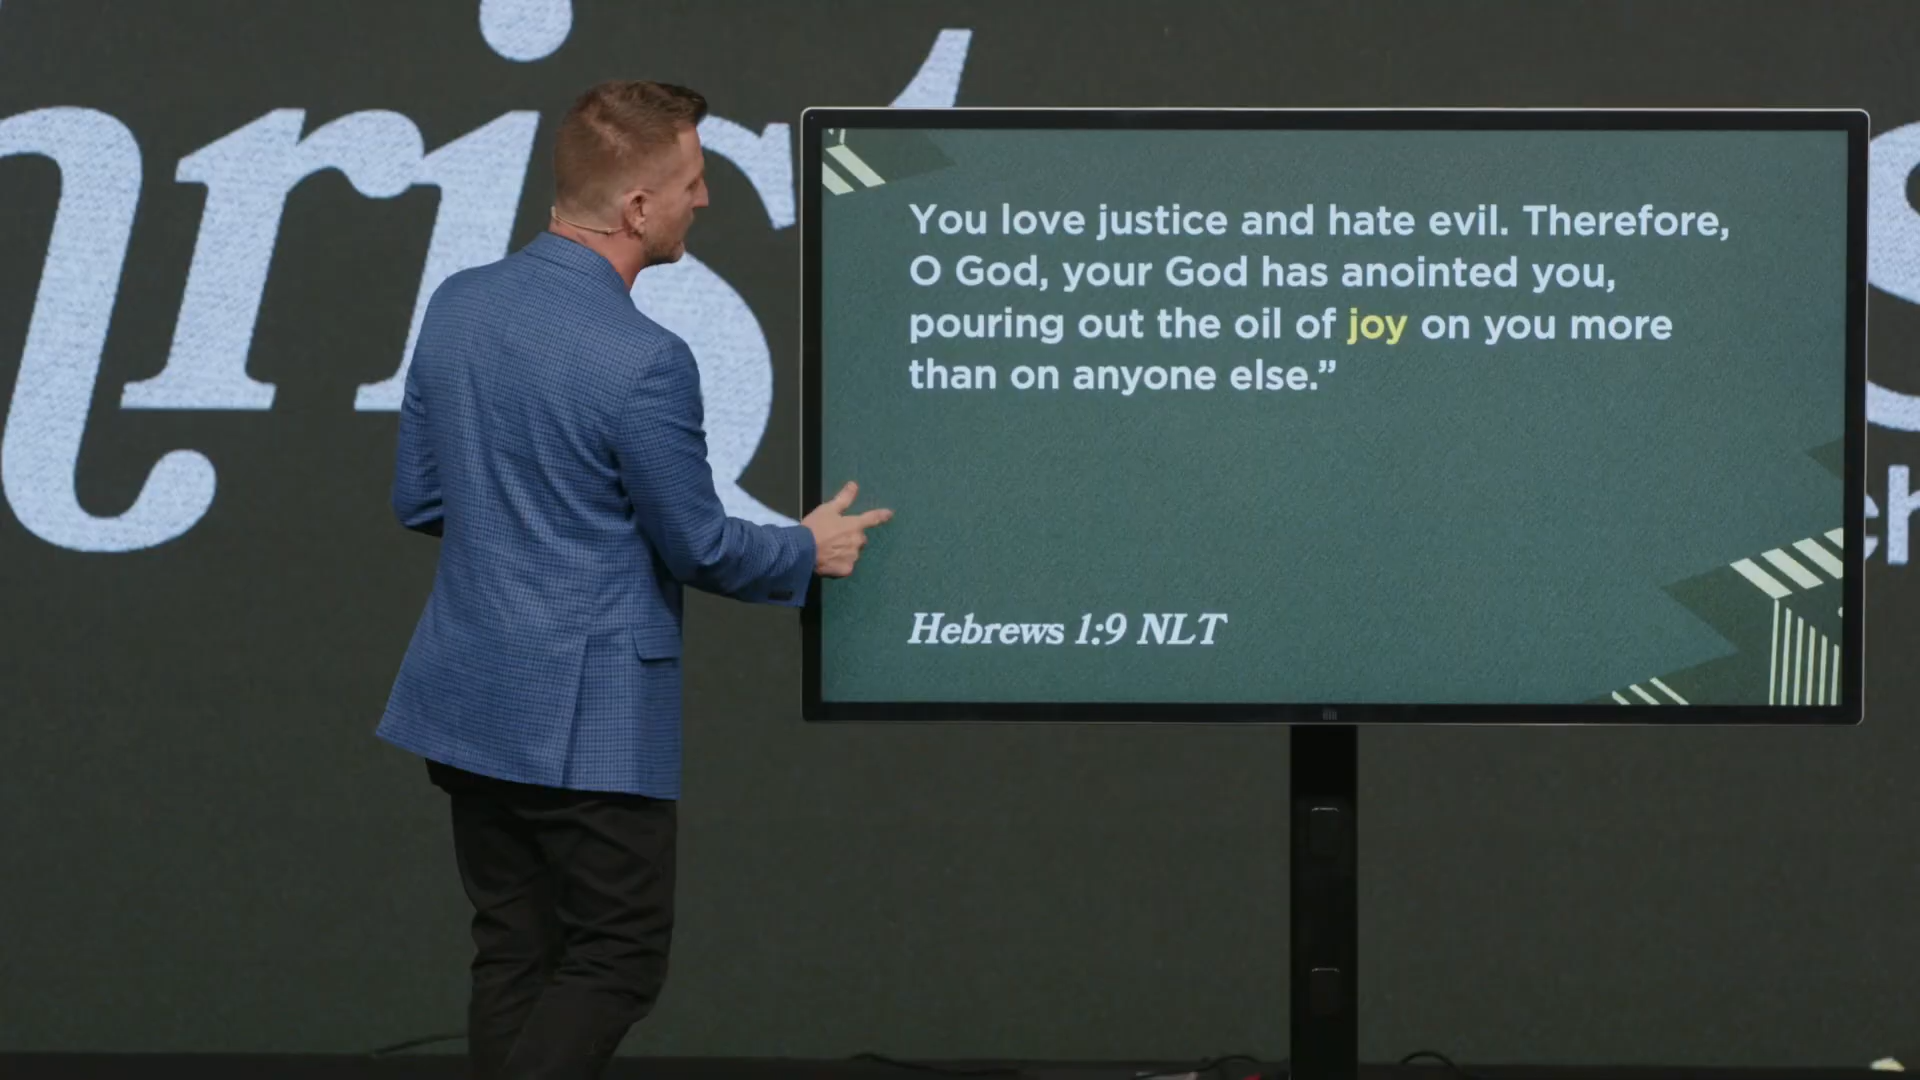 hrist
You love justice and hate evil. Therefore,
O God, your God has anointed you,
pouring out the oil of joy on you more
than on anyone else.”
Hebrews 1:9 NLT